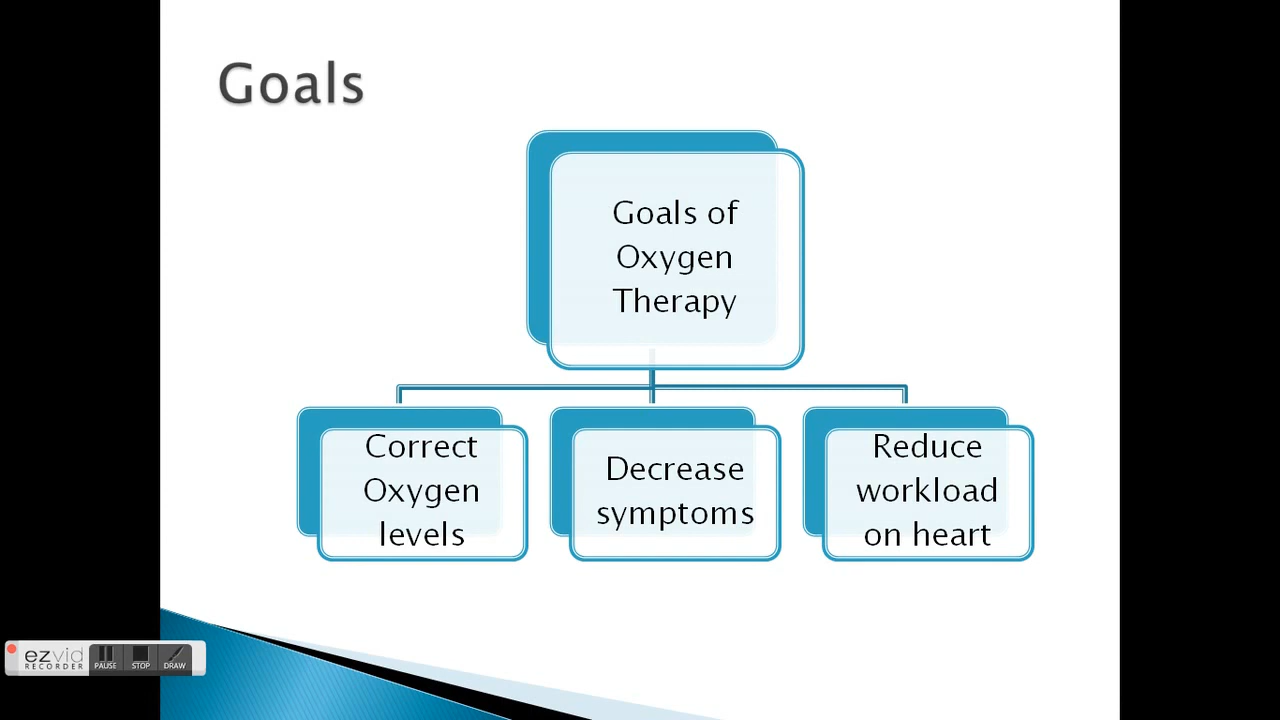 Goals
Goals of
Oxygen
Therapy
Correct
Oxygen
levels
Decrease
symptoms
Reduce
workload
on heart
ezvid
RECORDER
PAUSE STOP DRAW